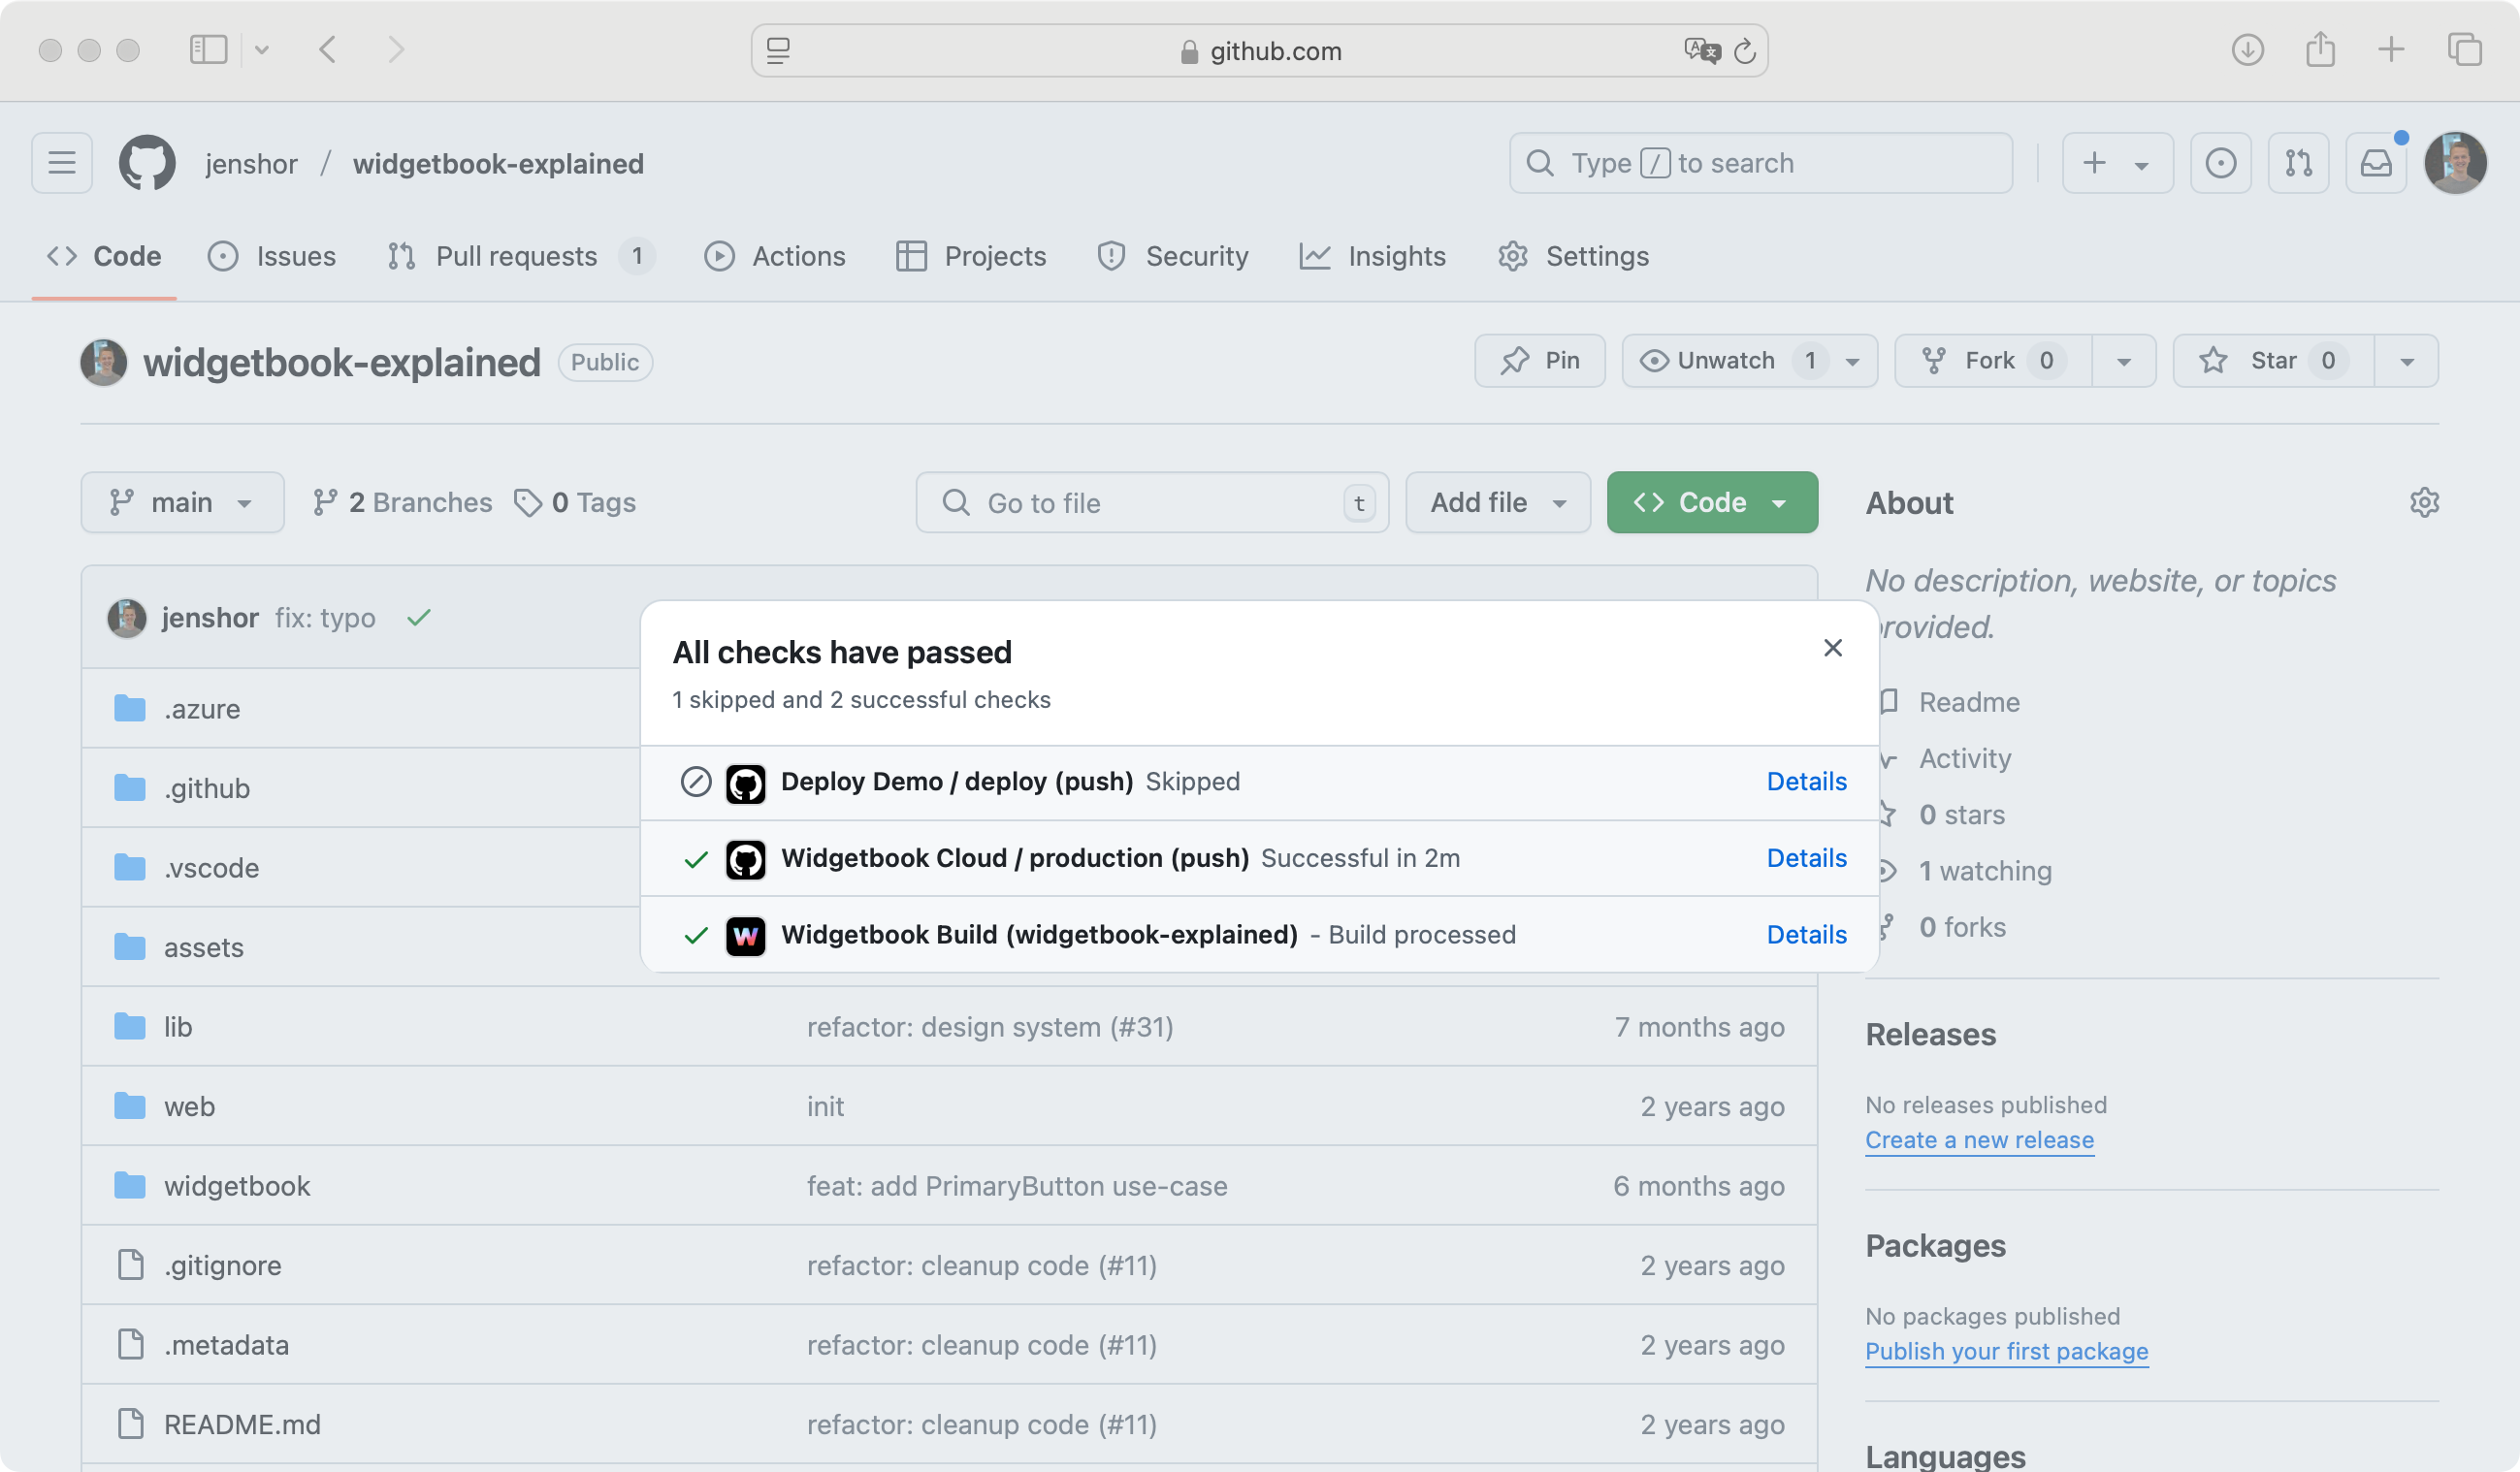 github.com
jenshor / widgetbook-explained
Type / to search
Code Issues Pull requests 1 Actions Projects Security Insights Settings
widgetbook-explained Public
Pin Unwatch 1 Fork 0 Star 0
main 2 Branches 0 Tags Go to file t Add file Code
About
No description, website, or topics
rovided.
jenshor fix: typo
All checks have passed
1 skipped and 2 successful checks
Deploy Demo / deploy (push) Skipped Details
Widgetbook Cloud / production (push) Successful in 2m Details
Widgetbook Build (widgetbook-explained) - Build processed Details
.azure
.github
.vscode
assets
lib refactor: design system (#31) 7 months ago
web init 2 years ago
widgetbook feat: add PrimaryButton use-case 6 months ago
.gitignore refactor: cleanup code (#11) 2 years ago
.metadata refactor: cleanup code (#11) 2 years ago
README.md refactor: cleanup code (#11) 2 years ago
Readme
Activity
0 stars
1 watching
0 forks
Releases
No releases published
Create a new release
Packages
No packages published
Publish your first package
Languages